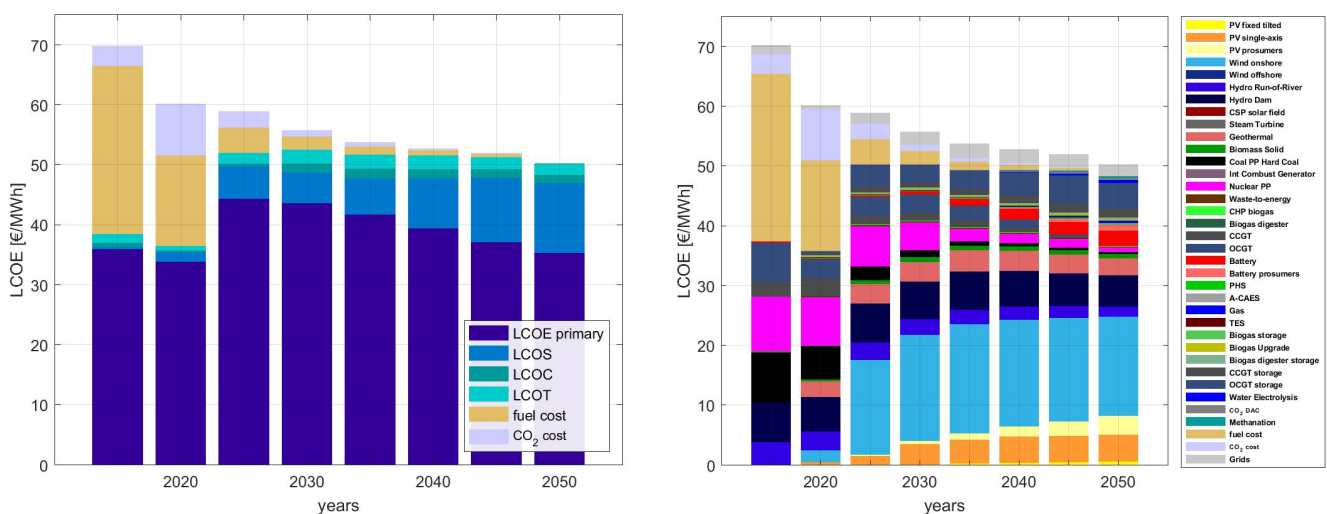 70
60
50
40
30
20
10
0
LCOE [€/MWh]
2020
2030
2040
2050
years
LCOE primary
LCOS
LCOC
LCOT
fuel cost
CO₂ cost
70
60
50
40
30
20
10
0
LCOE [€/MWh]
2020
2030
2040
2050
years
PV fixed tilted
PV single-axis
PV prosumers
Wind onshore
Wind offshore
Hydro Run-of-River
Hydro Dam
CSP solar field
Steam Turbine
Geothermal
Biomass Solid
Coal PP Hard Coal
Int Combust Generator
Nuclear PP
Waste-to-energy
CHP biogas
Biogas digester
CCGT
OCGT
Battery
Battery prosumers
PHS
A-CAES
Gas
TES
Biogas storage
Biogas Upgrade
Biogas digester storage
CCGT storage
OCGT storage
Water Electrolysis
CO₂ DAC
Methanation
fuel cost
CO₂ cost
Grids